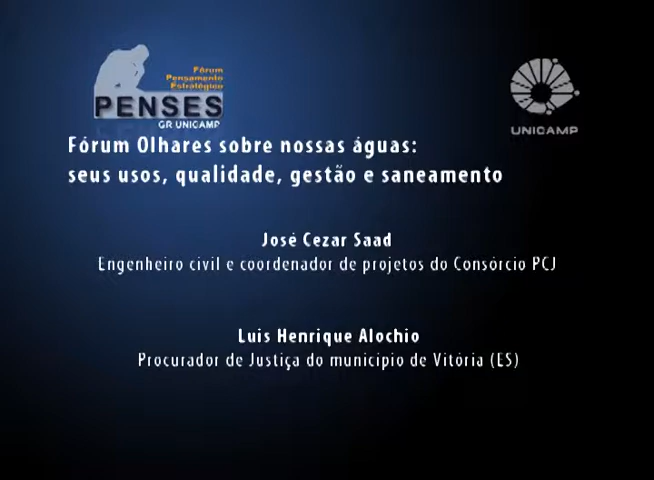 Fórum
Pensamento
Estratégico
PENSES
GR UNICAMP
UNICAMP
Fórum Olhares sobre nossas águas:
seus usos, qualidade, gestão e saneamento
José Cezar Saad
Engenheiro civil e coordenador de projetos do Consórcio PCJ
Luis Henrique Alochio
Procurador de Justiça do município de Vitória (ES)